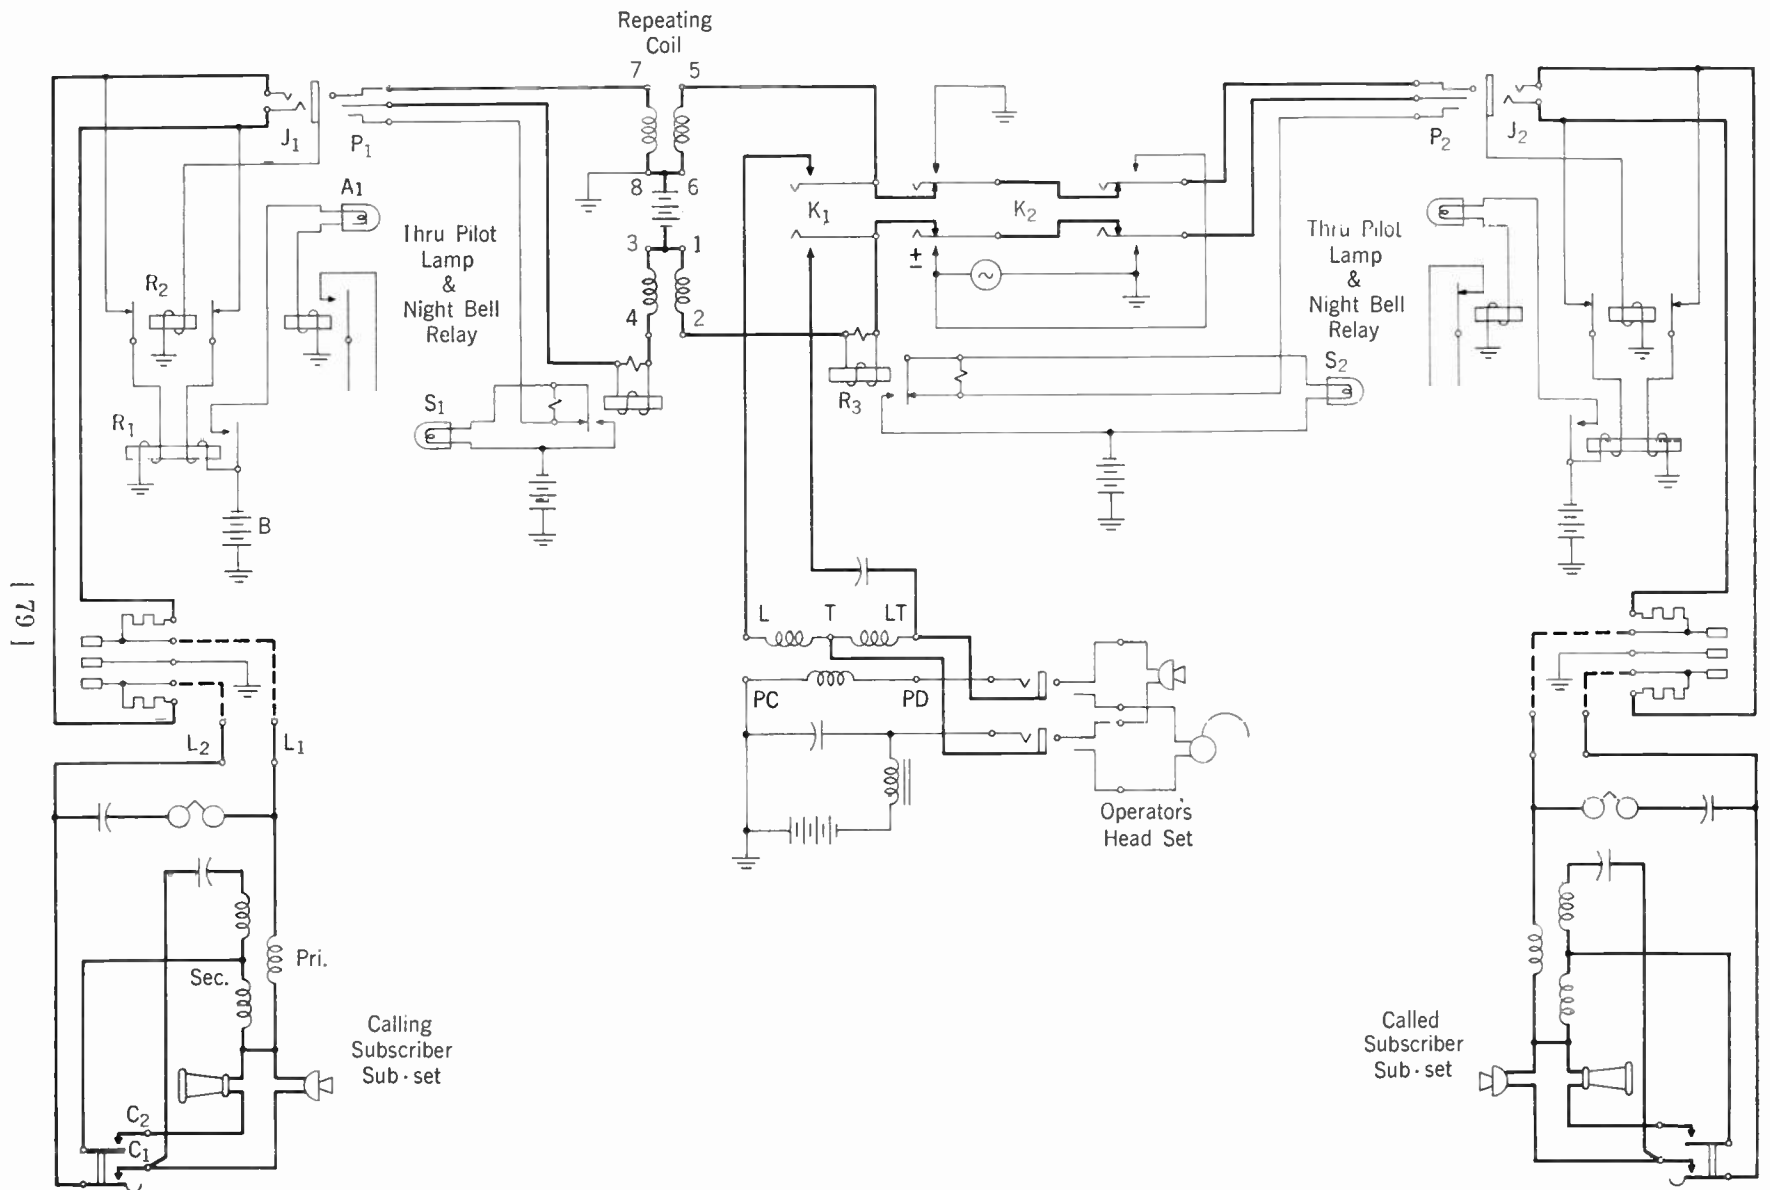 Repeating
Coil
7
5
J1
P1
8
6
K1
K2
P2
J2
A1
Thru Pilot
Lamp
&
Night Bell
Relay
3
1
±
Thru Pilot
Lamp
&
Night Bell
Relay
R2
4
2
S1
R1
R3
S2
B
[ 79 ]
L
T
LT
PC
PD
L2
L1
Operator's
Head Set
Pri.
Sec.
Calling
Subscriber
Sub-set
Called
Subscriber
Sub-set
C2
C1